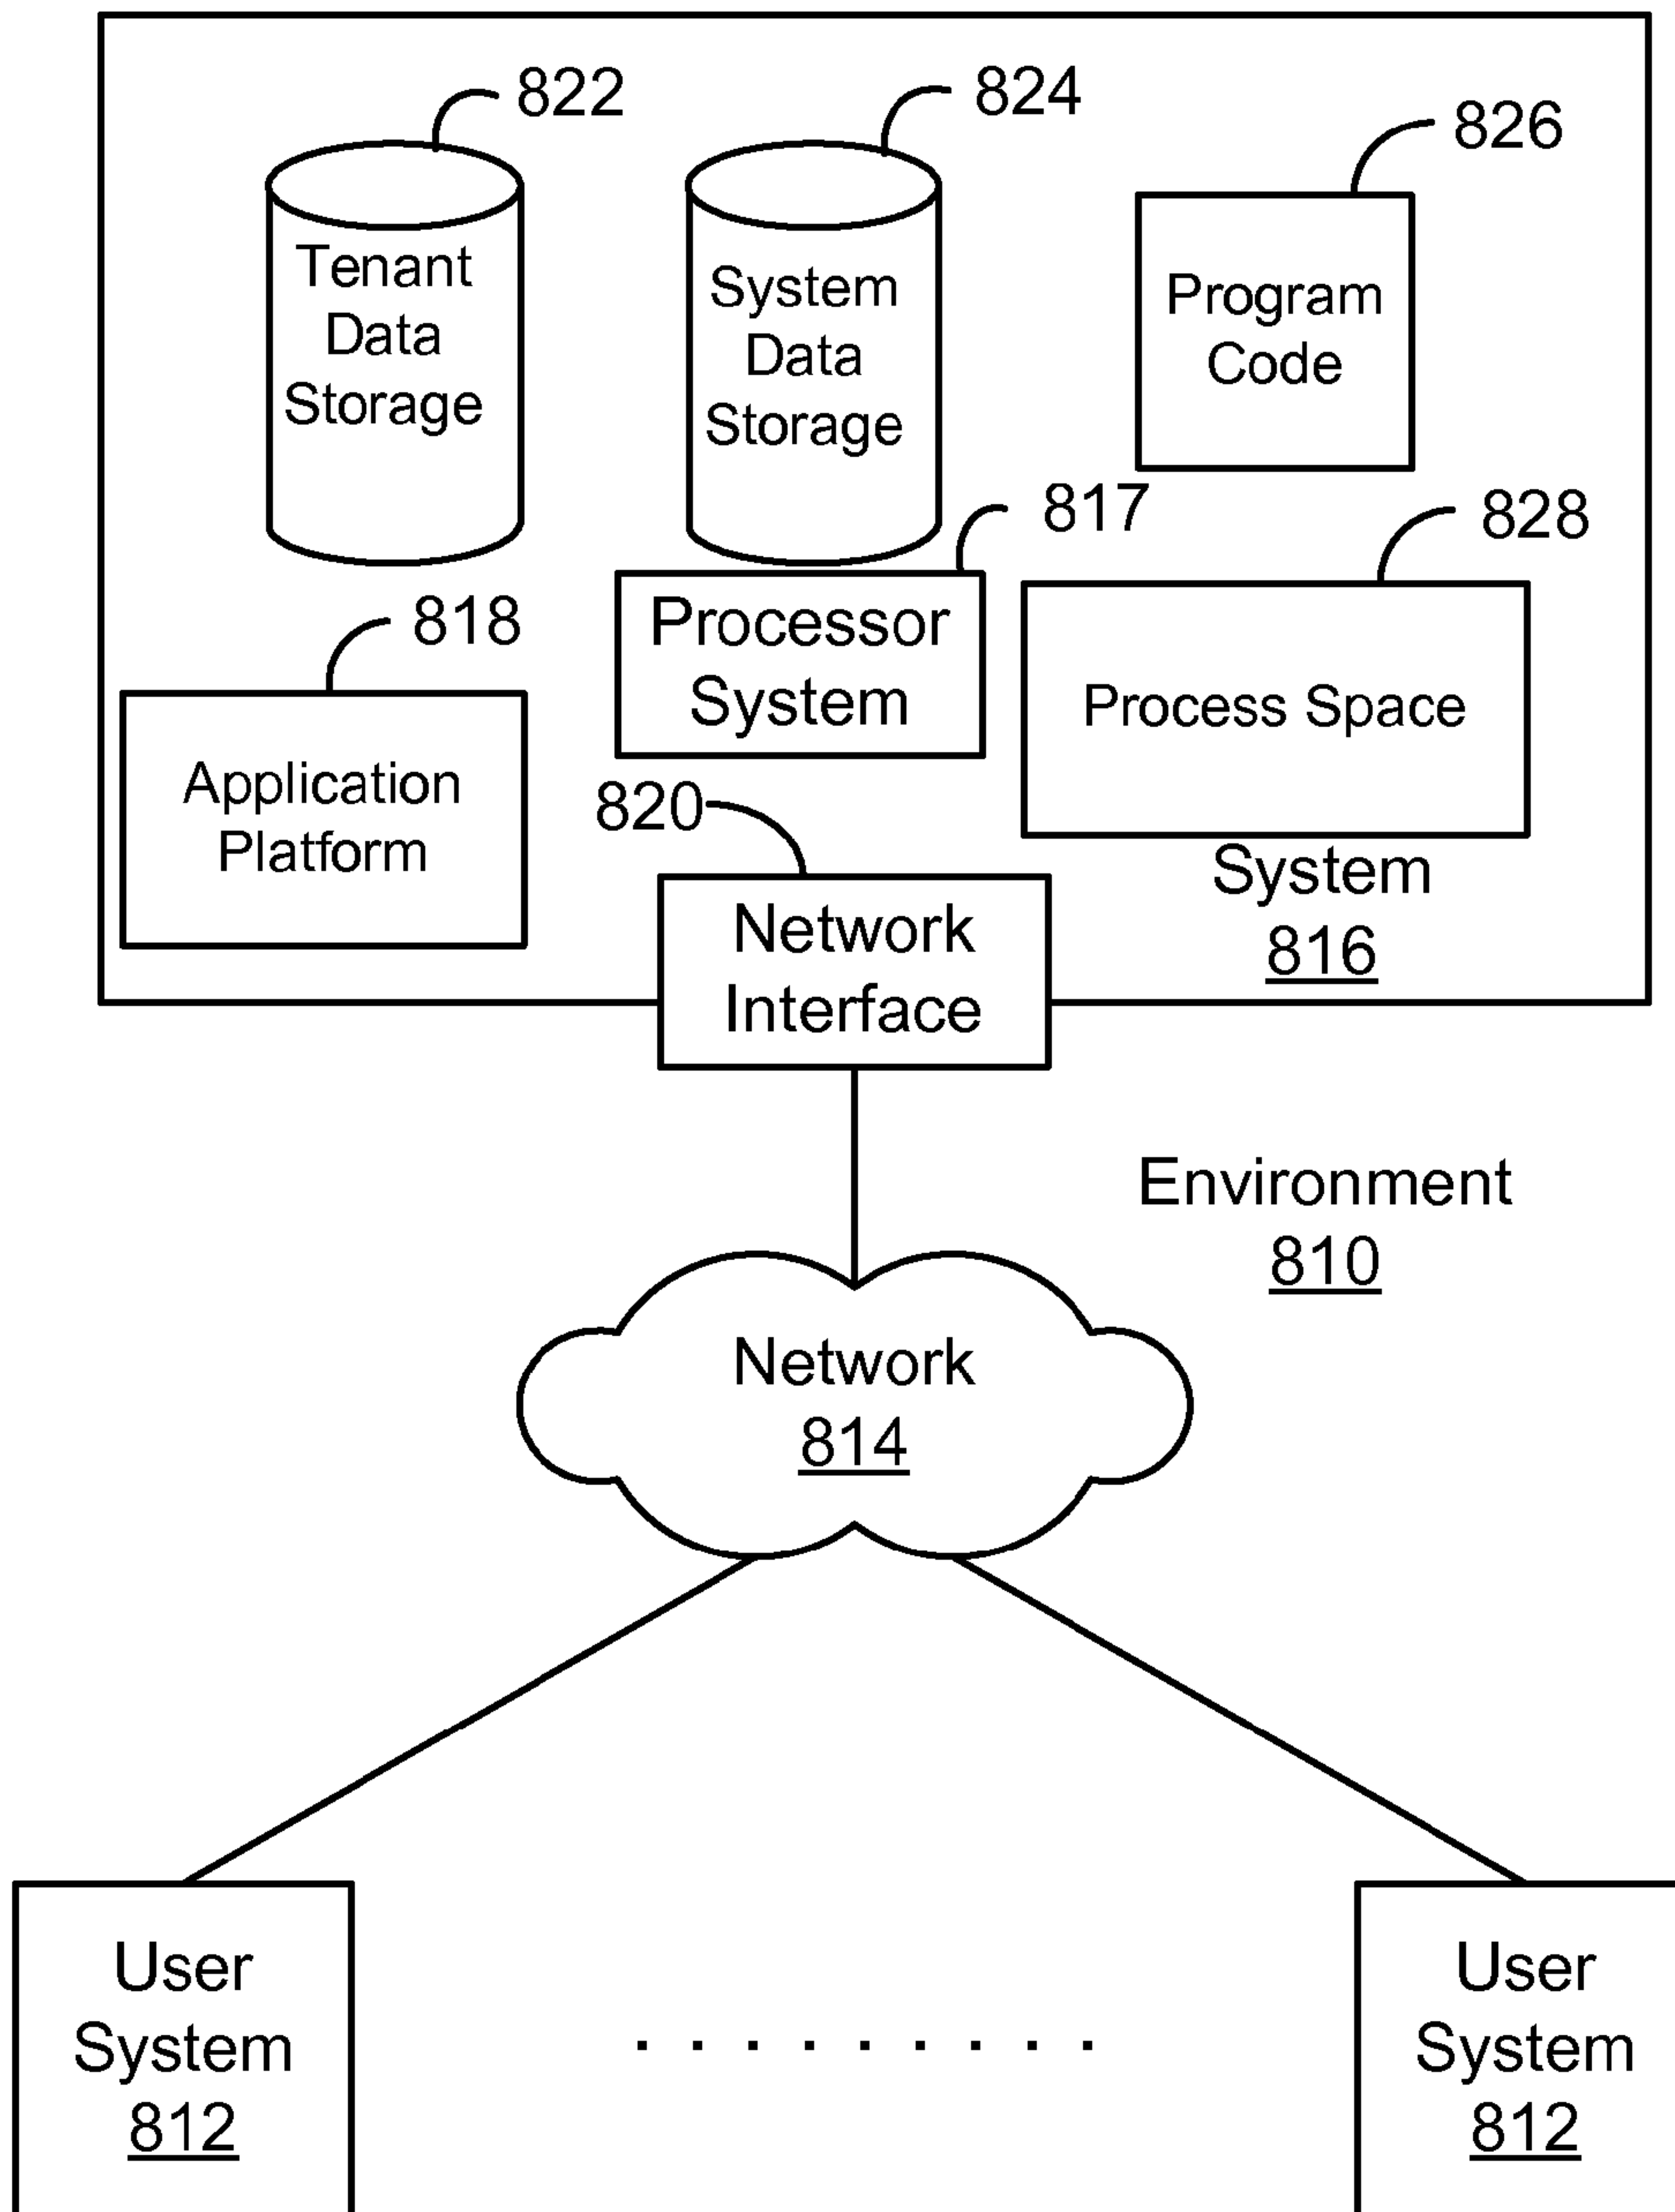 822
824
826
Tenant
Data
Storage
System
Data
Storage
Program
Code
817
828
818
Processor
System
Process Space
Application
Platform
820
System
816
Network
Interface
Environment
810
Network
814
User
System
812
. . . . . . . . .
User
System
812